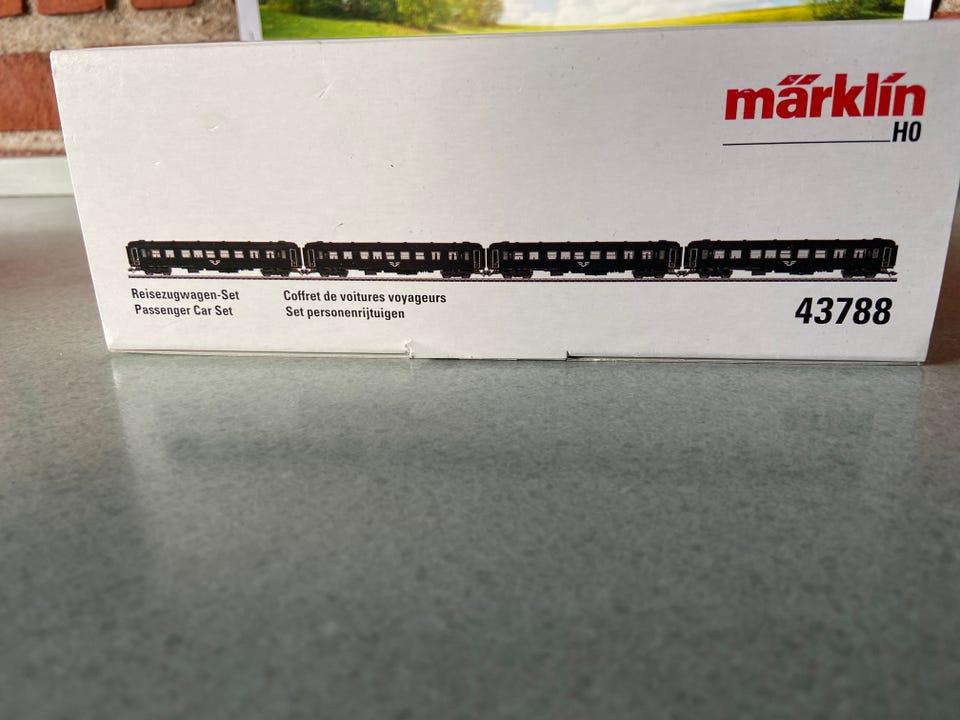 märklin
H0
Reisezugwagen-Set
Passenger Car Set
Coffret de voitures voyageurs
Set personenrijtuigen
43788